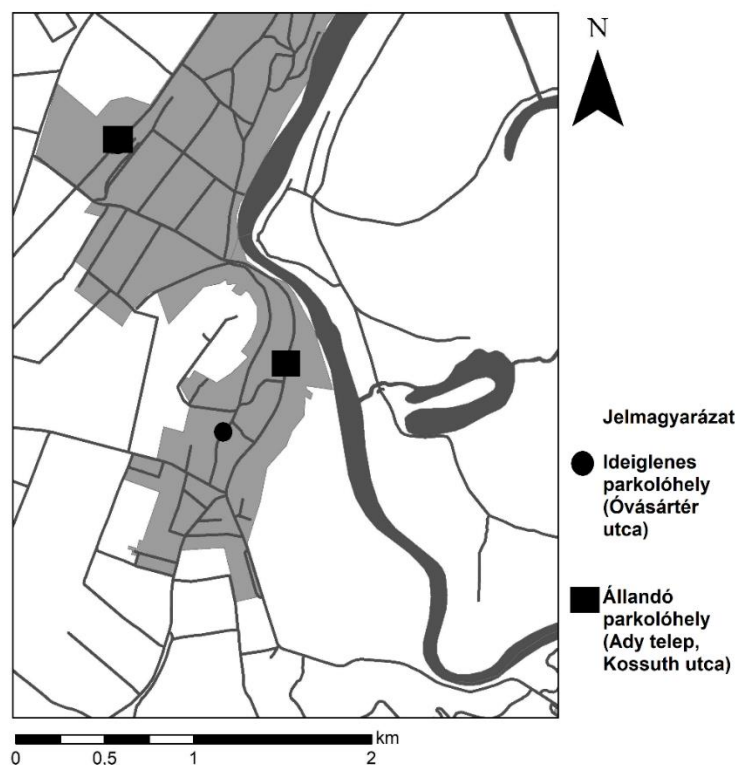 N
Jelmagyarázat
Ideiglenes
parkolóhely
(Óvásártér
utca)
Állandó
parkolóhely
(Ady telep,
Kossuth utca)
km
0 0.5 1 2